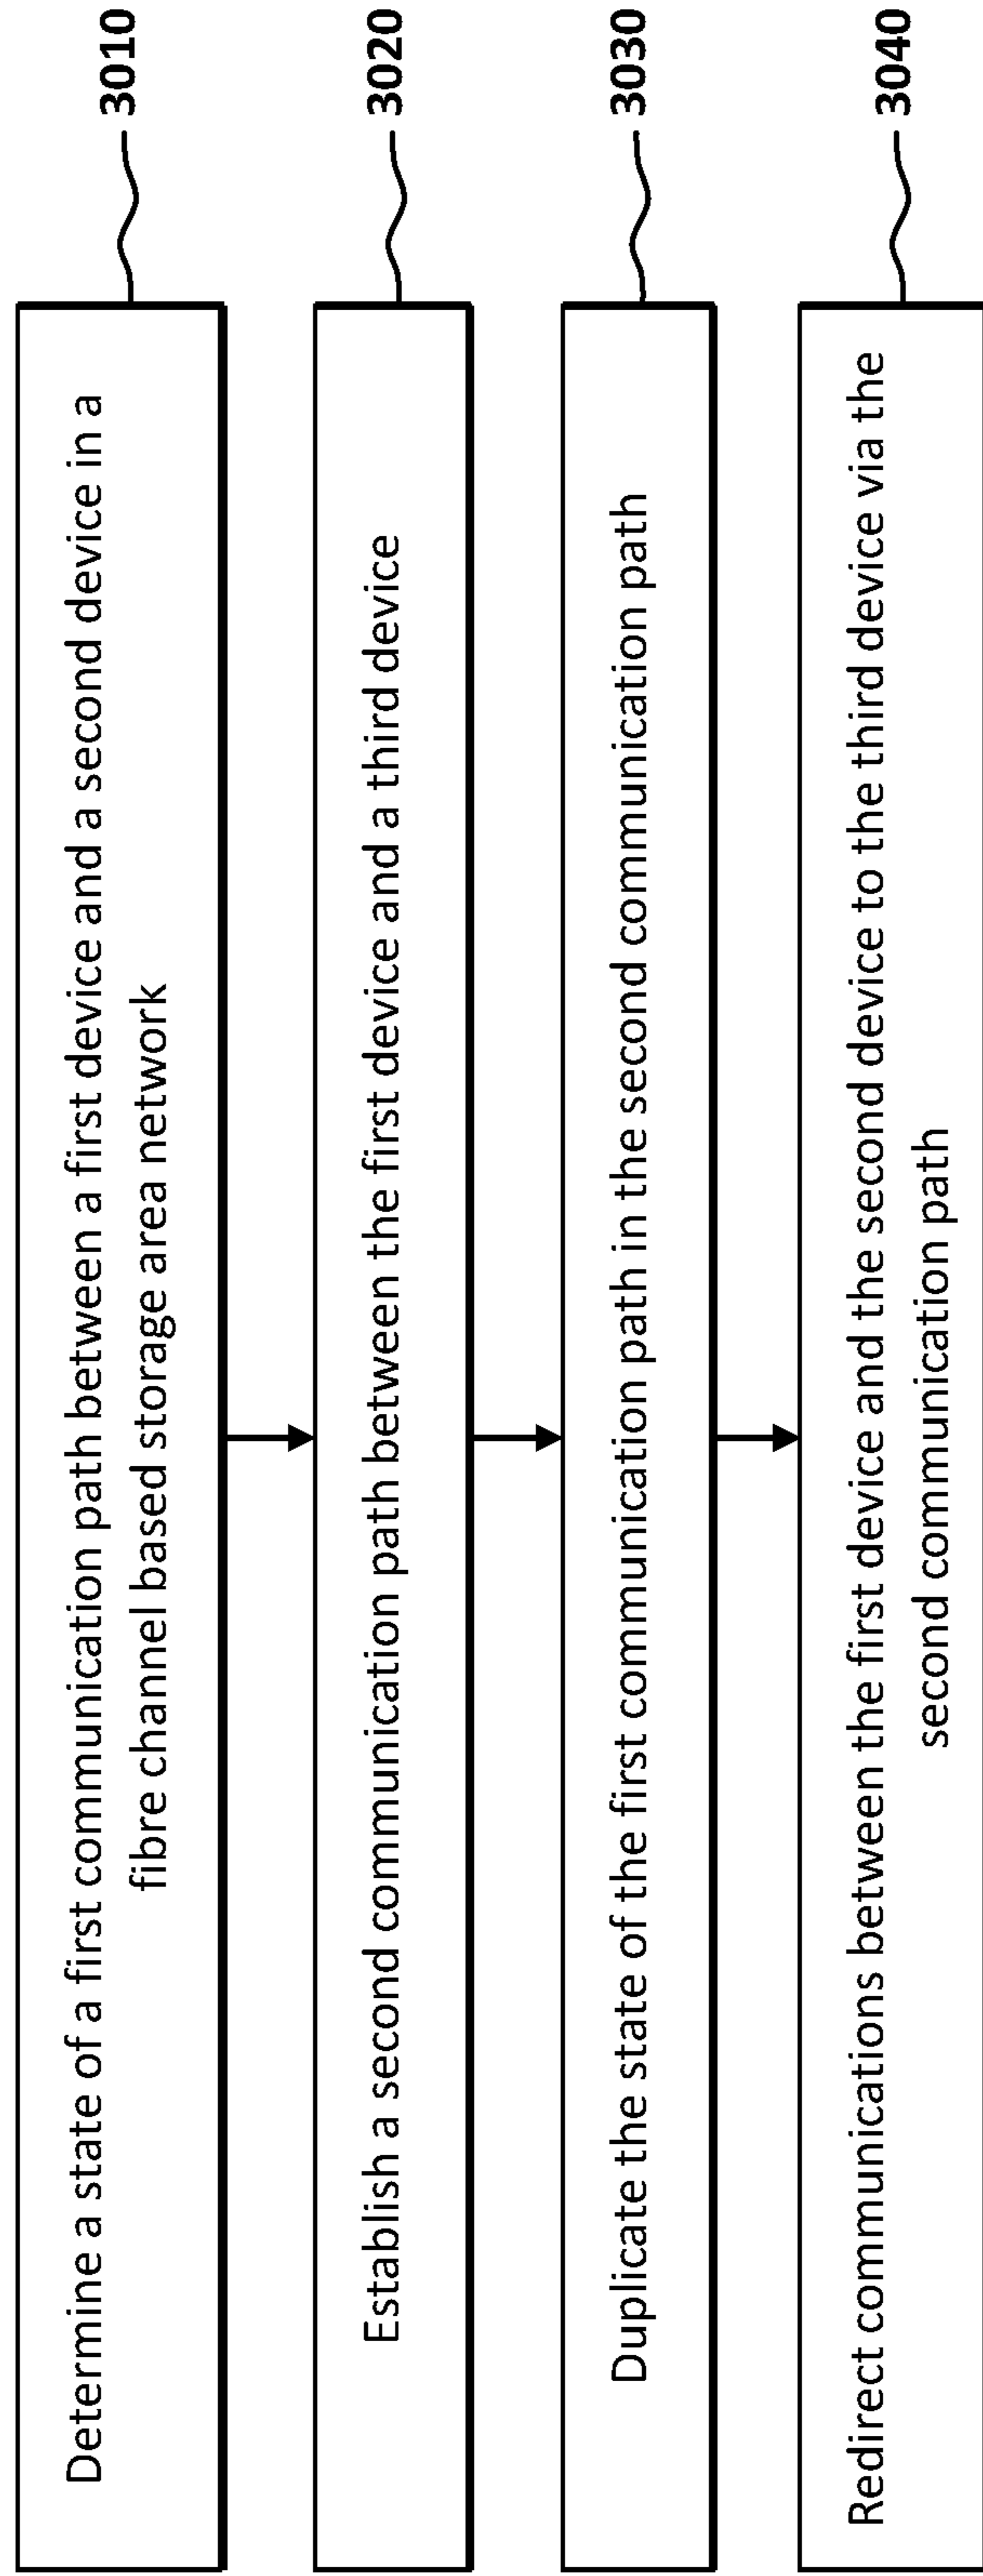 Determine a state of a first communication path between a first device and a second device in a
fibre channel based storage area network
3010
Establish a second communication path between the first device and a third device
3020
Duplicate the state of the first communication path in the second communication path
3030
Redirect communications between the first device and the second device to the third device via the
second communication path
3040